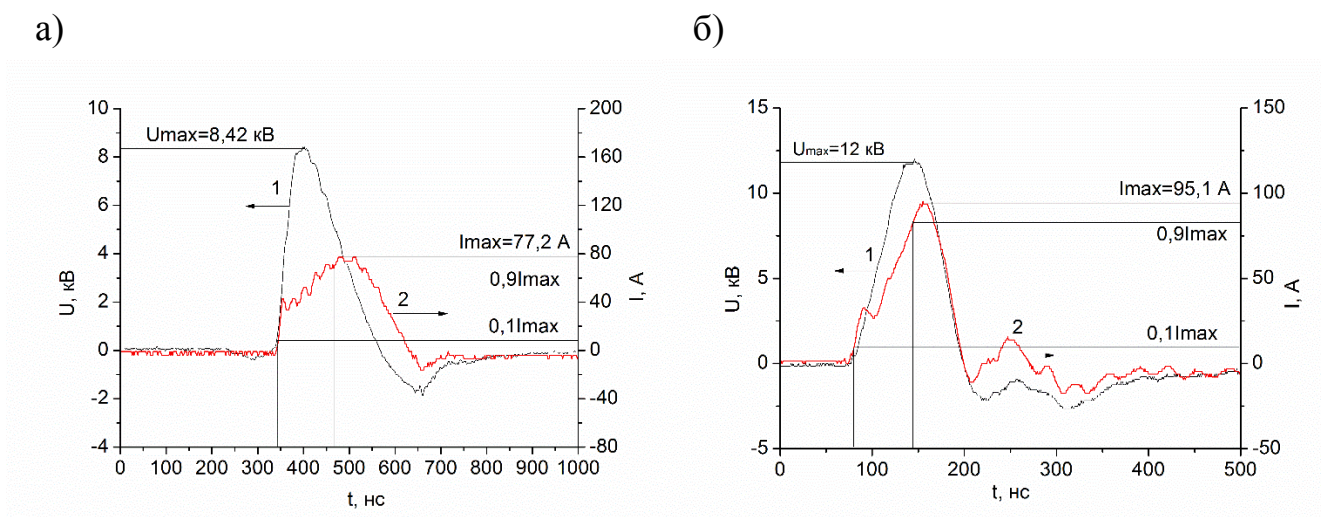 а)
б)
10
8
6
4
2
0
-2
-4
U, кВ
Umax=8,42 кВ
1
Imax=77,2 А
0,9Imax
2
0,1Imax
200
160
120
80
40
0
-40
-80
I, А
0 100 200 300 400 500 600 700 800 900 1000
t, нс
15
10
5
0
-5
U, кВ
Umax=12 кВ
1
Imax=95,1 А
0,9Imax
2
0,1Imax
150
100
50
0
-50
I, А
0 100 200 300 400 500
t, нс